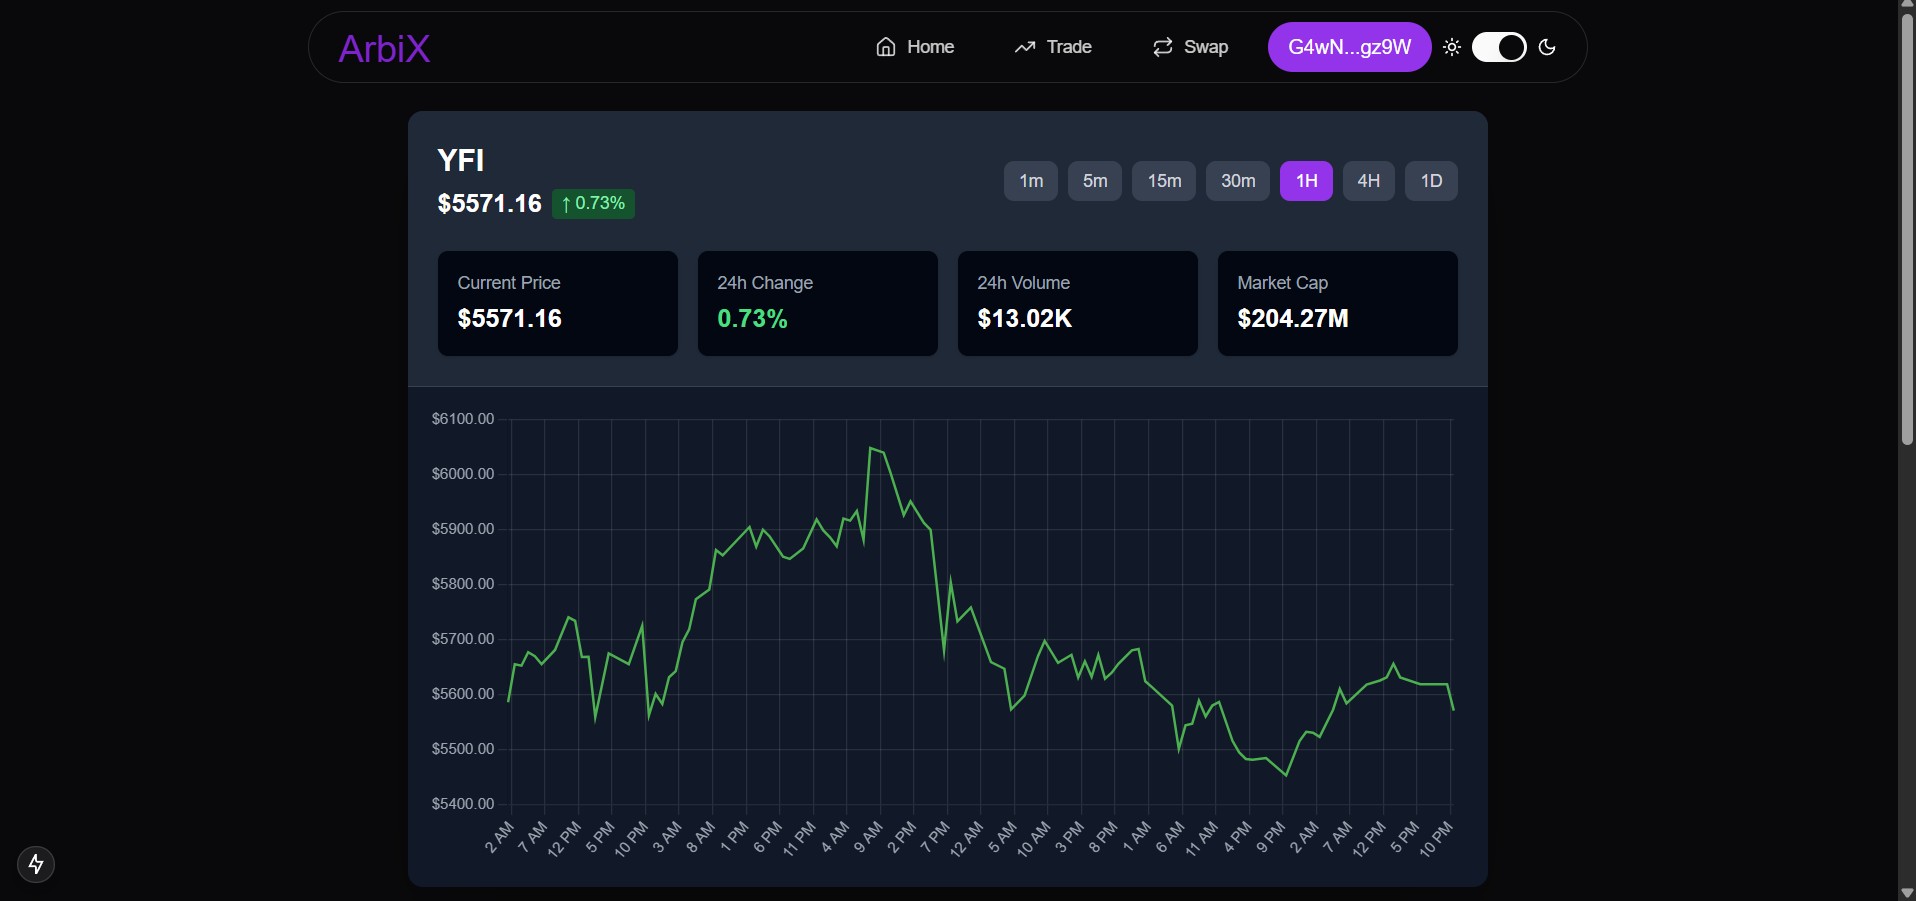 ArbiX
Home
Trade
Swap
G4wN...gz9W
YFI
$5571.16 ↑ 0.73%
1m
5m
15m
30m
1H
4H
1D
Current Price
$5571.16
24h Change
0.73%
24h Volume
$13.02K
Market Cap
$204.27M
$6100.00
$6000.00
$5900.00
$5800.00
$5700.00
$5600.00
$5500.00
$5400.00
2 AM
7 AM
12 PM
5 PM
10 PM
3 AM
8 AM
1 PM
6 PM
11 PM
4 AM
9 AM
2 PM
7 PM
12 AM
5 AM
10 AM
3 PM
8 PM
1 AM
6 AM
11 AM
4 PM
9 PM
2 AM
7 AM
12 PM
5 PM
10 PM